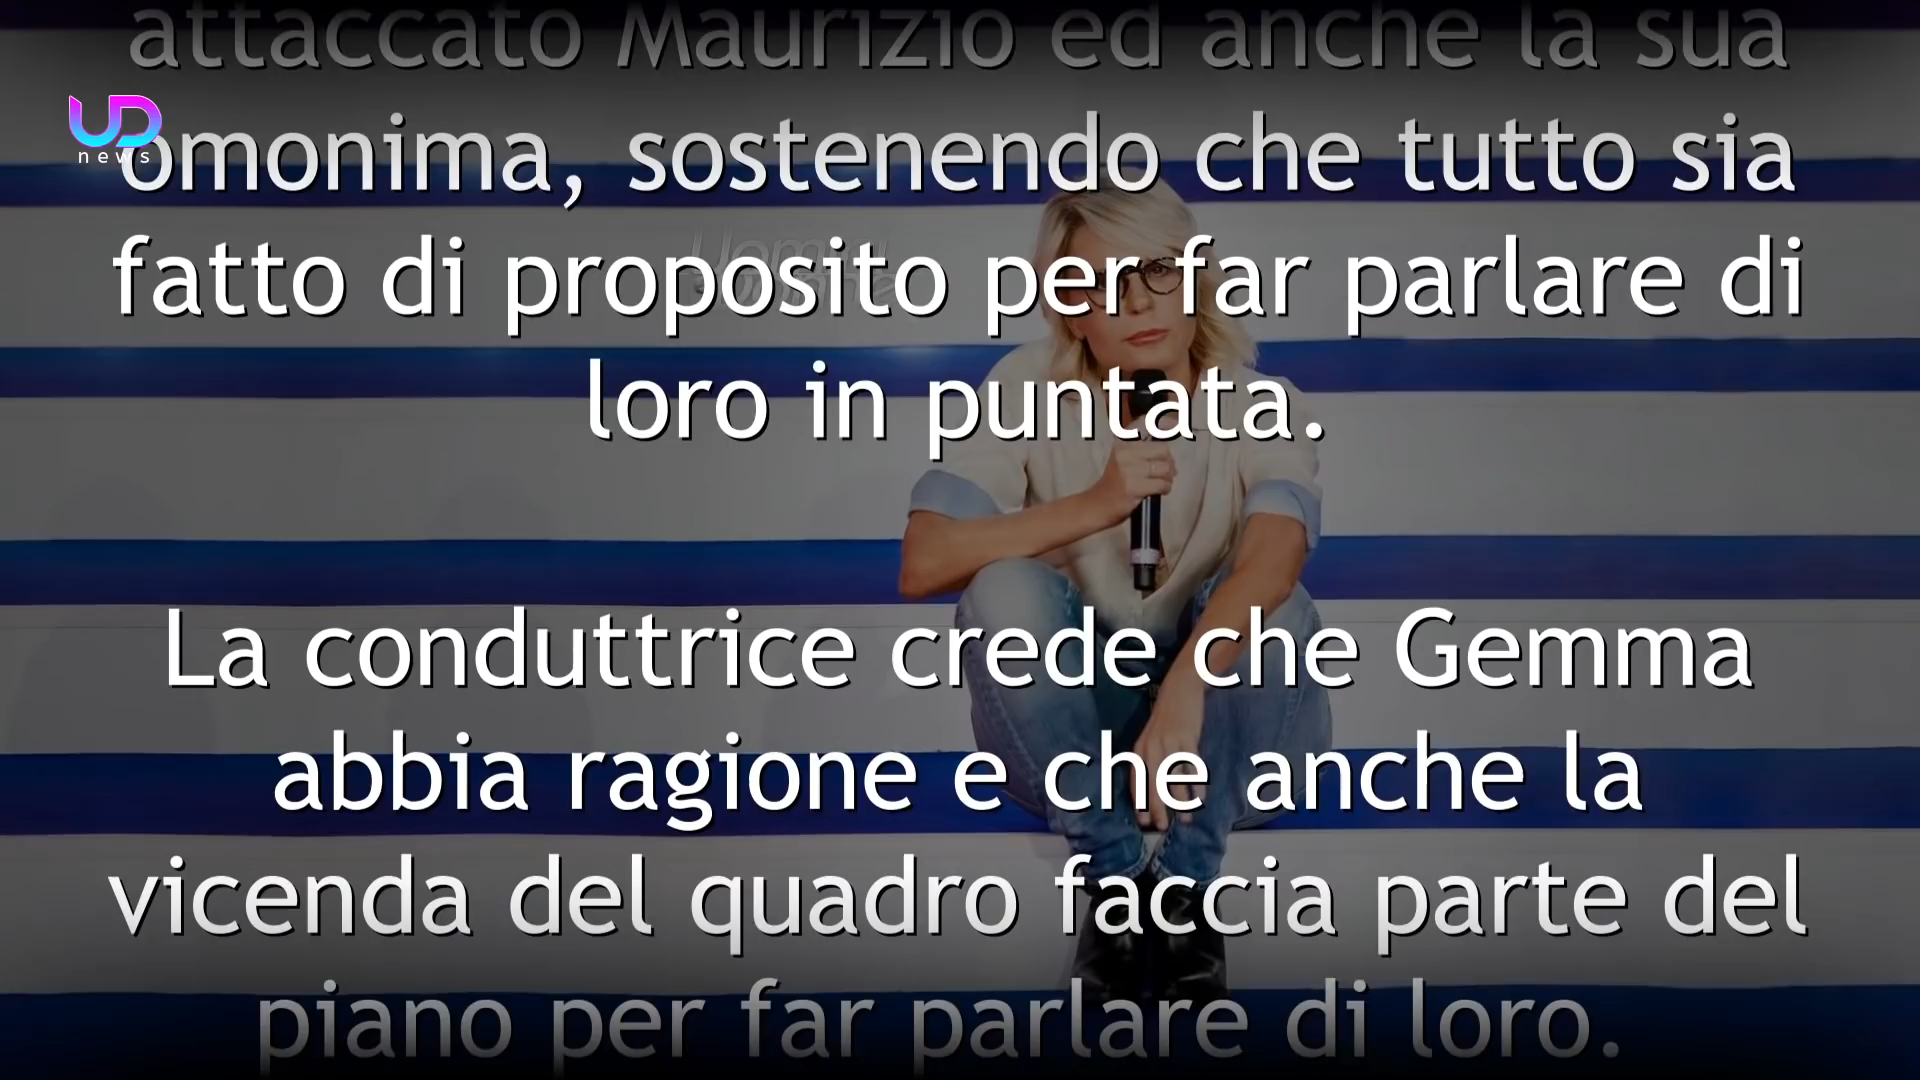 attaccato Maurizio ed anche la sua
UD
news
omonima, sostenendo che tutto sia
fatto di proposito per far parlare di
loro in puntata.
La conduttrice crede che Gemma
abbia ragione e che anche la
vicenda del quadro faccia parte del
piano per far parlare di loro.